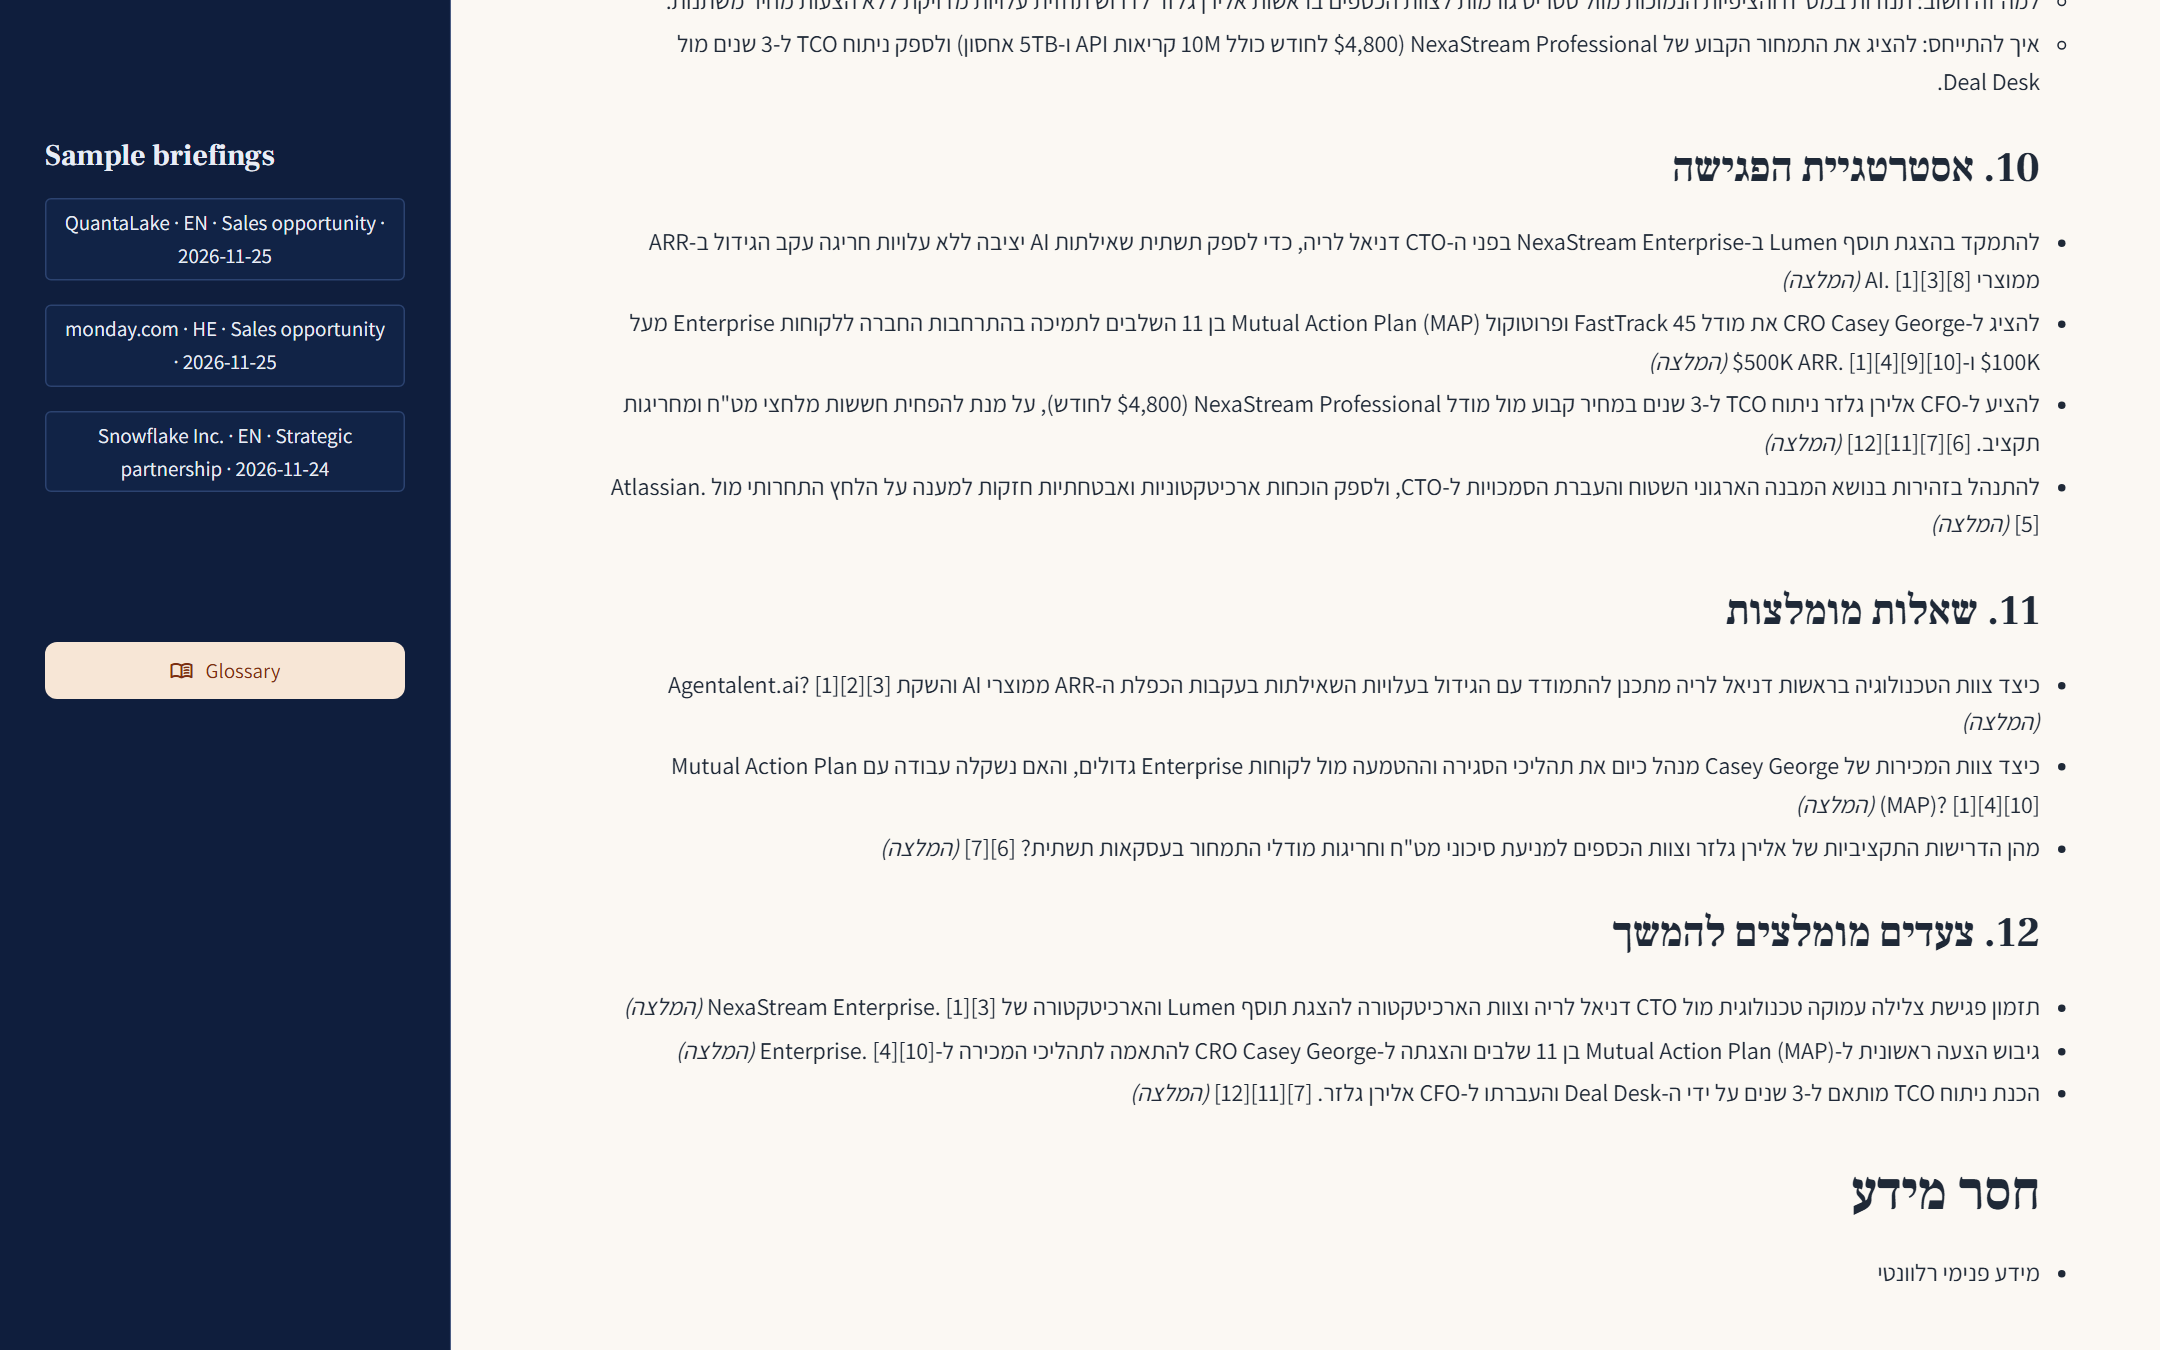 Sample briefings
QuantaLake · EN · Sales opportunity ·
2026-11-25
monday.com · HE · Sales opportunity
· 2026-11-25
Snowflake Inc. · EN · Strategic
partnership · 2026-11-24
Glossary
איך להתייחס: להציג את התמחור הקבוע של NexaStream Professional ($4,800 לחודש כולל 10M קריאות API ו-5TB אחסון) ולספק ניתוח TCO ל-3 שנים מול
Deal Desk.
10. אסטרטגיית הפגישה
להתמקד בהצגת תוסף Lumen ב-NexaStream Enterprise בפני ה-CTO דניאל לריה, כדי לספק תשתית שאילתות AI יציבה ללא עלויות חריגה עקב הגידול ב-ARR
ממוצרי AI. [1][3][8] (המלצה)
להציג ל-CRO Casey George את מודל FastTrack 45 ופרוטוקול Mutual Action Plan (MAP) בן 11 השלבים לתמיכה בהתרחבות החברה ללקוחות Enterprise מעל
$100K ו-$500K ARR. [1][4][9][10] (המלצה)
להציע ל-CFO אלירן גלזר ניתוח TCO ל-3 שנים במחיר קבוע מול מודל NexaStream Professional ($4,800 לחודש), על מנת להפחית חששות מלחצי מט"ח ומחריגות
תקציב. [6][7][11][12] (המלצה)
להתנהל בזהירות בנושא המבנה הארגוני השטוח והעברת הסמכויות ל-CTO, ולספק הוכחות ארכיטקטוניות ואבטחתיות חזקות למענה על הלחץ התחרותי מול Atlassian.
[5] (המלצה)
11. שאלות מומלצות
כיצד צוות הטכנולוגיה בראשות דניאל לריה מתכנן להתמודד עם הגידול בעלויות השאילתות בעקבות הכפלת ה-ARR ממוצרי AI והשקת Agentalent.ai? [1][2][3]
(המלצה)
כיצד צוות המכירות של Casey George מנהל כיום את תהליכי הסגירה וההטמעה מול לקוחות Enterprise גדולים, והאם נשקלה עבודה עם Mutual Action Plan
(MAP)? [1][4][10] (המלצה)
מהן הדרישות התקציביות של אלירן גלזר וצוות הכספים למניעת סיכוני מט"ח וחריגות מודלי התמחור בעסקאות תשתית? [6][7] (המלצה)
12. צעדים מומלצים להמשך
תזמון פגישת צלילה עמוקה טכנולוגית מול CTO דניאל לריה וצוות הארכיטקטורה להצגת תוסף Lumen והארכיטקטורה של NexaStream Enterprise. [1][3] (המלצה)
גיבוש הצעה ראשונית ל-Mutual Action Plan (MAP) בן 11 שלבים והצגתה ל-CRO Casey George להתאמה לתהליכי המכירה ל-Enterprise. [4][10] (המלצה)
הכנת ניתוח TCO מותאם ל-3 שנים על ידי ה-Deal Desk והעברתו ל-CFO אלירן גלזר. [7][11][12] (המלצה)
חסר מידע
מידע פנימי רלוונטי